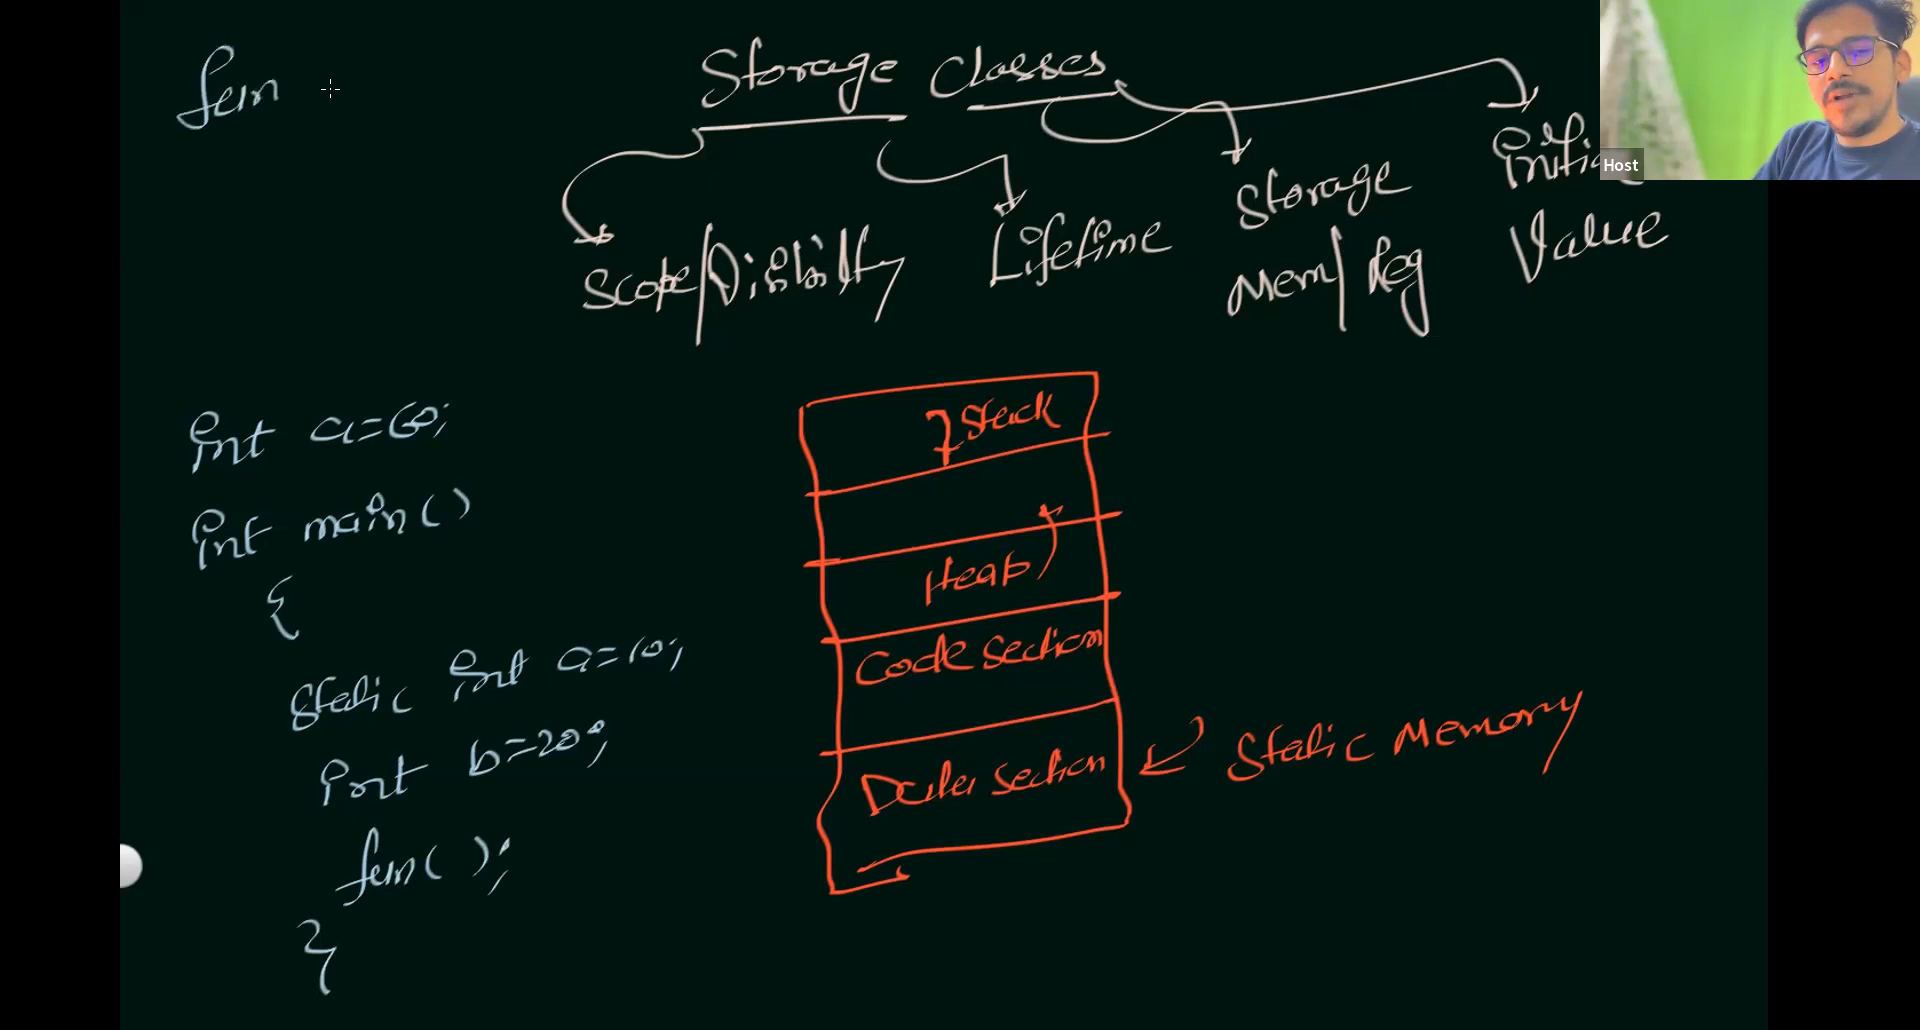 fun
Storage Classes
Scope/Visibility
Lifetime
Storage
Mem/Reg
Initial
Value
Host
int a=60;
int main()
{
static int a=10;
int b=20;
fun();
}
Stack
Heap
Code section
Data section
Static Memory